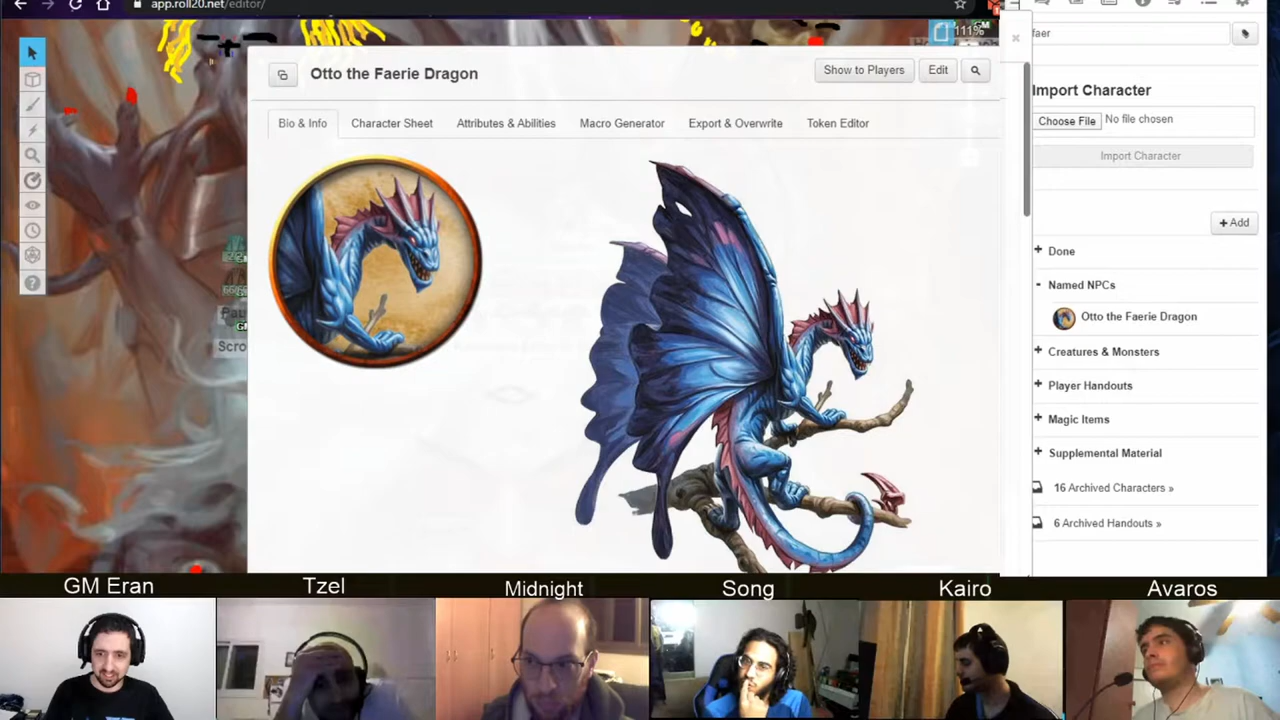 app.roll20.net/editor/
111%
GM
faer
Otto the Faerie Dragon
Show to Players
Edit
Bio & Info
Character Sheet
Attributes & Abilities
Macro Generator
Export & Overwrite
Token Editor
Import Character
Choose File
No file chosen
Import Character
+ Add
+ Done
- Named NPCs
Otto the Faerie Dragon
+ Creatures & Monsters
+ Player Handouts
+ Magic Items
+ Supplemental Material
16 Archived Characters »
6 Archived Handouts »
Scro
GM Eran
Tzel
Midnight
Song
Kairo
Avaros